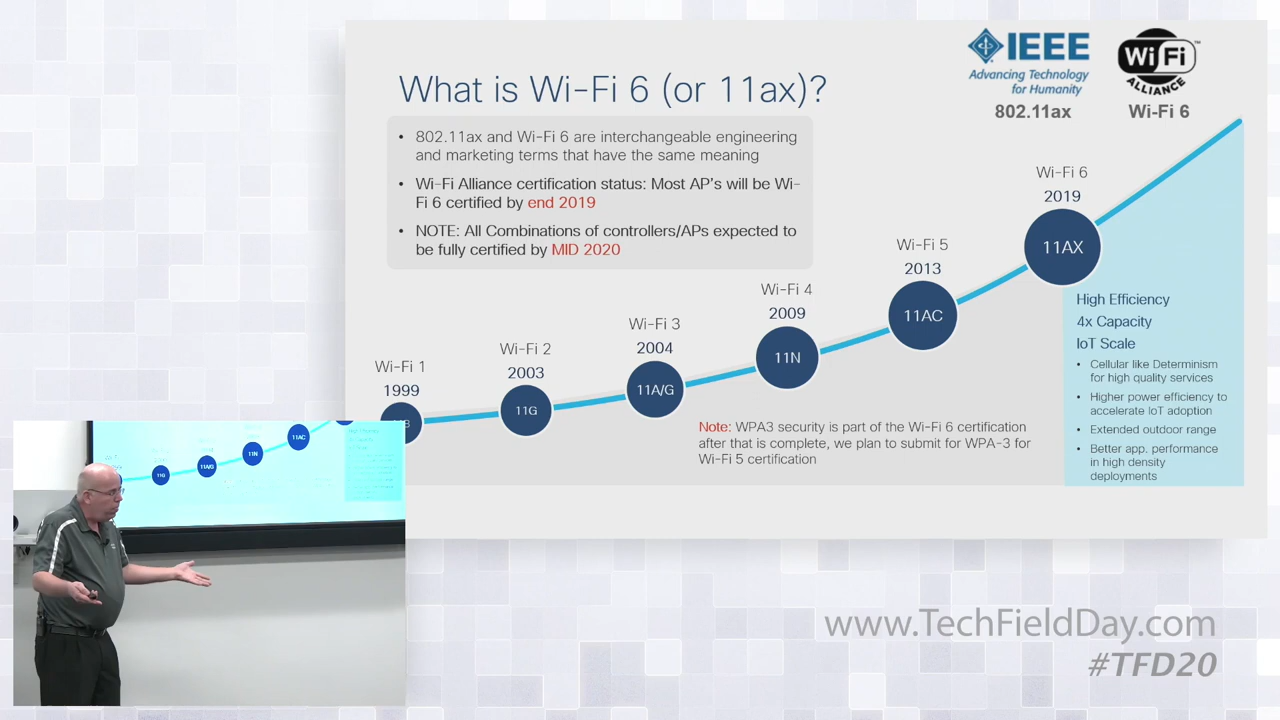 IEEE
Advancing Technology
for Humanity
802.11ax
Wi Fi
ALLIANCE
Wi-Fi 6
What is Wi-Fi 6 (or 11ax)?
• 802.11ax and Wi-Fi 6 are interchangeable engineering
and marketing terms that have the same meaning
• Wi-Fi Alliance certification status: Most AP's will be Wi-
Fi 6 certified by end 2019
• NOTE: All Combinations of controllers/APs expected to
be fully certified by MID 2020
Wi-Fi 1
1999
Wi-Fi 2
2003
11G
Wi-Fi 3
2004
11A/G
Wi-Fi 4
2009
11N
Wi-Fi 5
2013
11AC
Wi-Fi 6
2019
11AX
High Efficiency
4x Capacity
IoT Scale
• Cellular like Determinism
for high quality services
• Higher power efficiency to
accelerate IoT adoption
• Extended outdoor range
• Better app. performance
in high density
deployments
Note: WPA3 security is part of the Wi-Fi 6 certification
after that is complete, we plan to submit for WPA-3 for
Wi-Fi 5 certification
11G
11A/G
11N
11AC
www.TechFieldDay.com
#TFD20